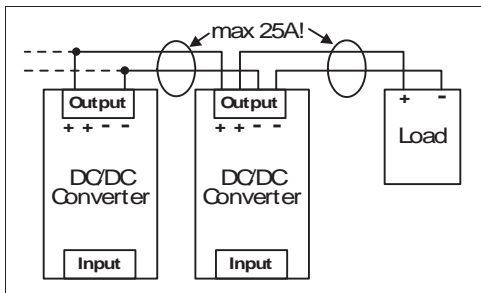 max 25A!
Output
+ + - -
Output
+ + - -
+ -
Load
DC/DC
Converter
DC/DC
Converter
Input
Input